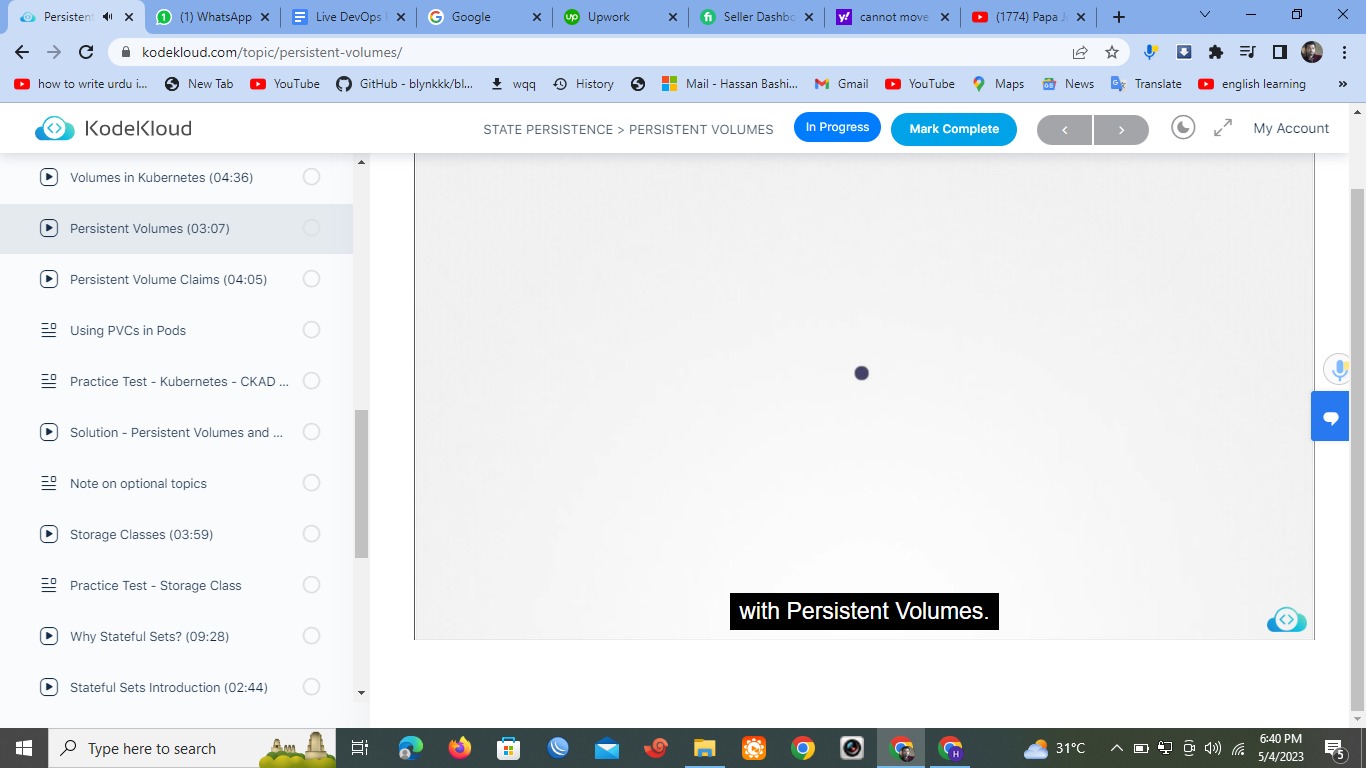 Persistent
(1) WhatsApp
Live DevOps
Google
Upwork
Seller Dashbo
cannot move
(1774) Papa J
kodekloud.com/topic/persistent-volumes/
how to write urdu i...
New Tab
YouTube
GitHub - blynkkk/bl...
wqq
History
Mail - Hassan Bashi...
Gmail
YouTube
Maps
News
Translate
english learning
»
KodeKloud
STATE PERSISTENCE > PERSISTENT VOLUMES
In Progress
Mark Complete
My Account
Volumes in Kubernetes (04:36)
Persistent Volumes (03:07)
Persistent Volume Claims (04:05)
Using PVCs in Pods
Practice Test - Kubernetes - CKAD ...
Solution - Persistent Volumes and ...
Note on optional topics
Storage Classes (03:59)
Practice Test - Storage Class
Why Stateful Sets? (09:28)
Stateful Sets Introduction (02:44)
with Persistent Volumes.
Type here to search
31°C
6:40 PM
5/4/2023
5